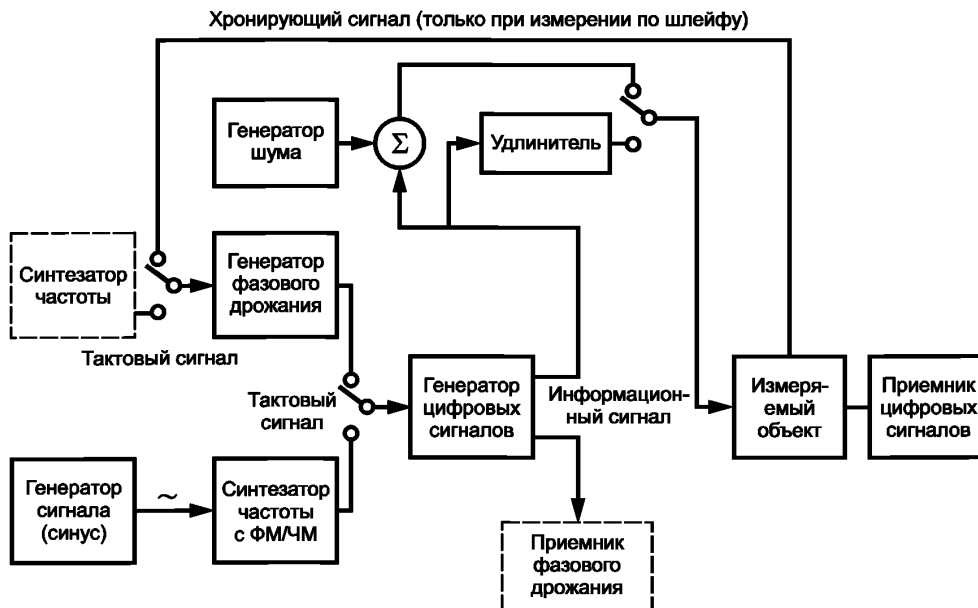 Хронирующий сигнал (только при измерении по шлейфу)
Генератор
шума
Σ
Удлинитель
Синтезатор
частоты
Генератор
фазового
дрожания
Тактовый сигнал
Тактовый
сигнал
Генератор
цифровых
сигналов
Информацион-
ный сигнал
Измеря-
емый
объект
Приемник
цифровых
сигналов
Генератор
сигнала
(синус)
~
Синтезатор
частоты
с ФМ/ЧМ
Приемник
фазового
дрожания